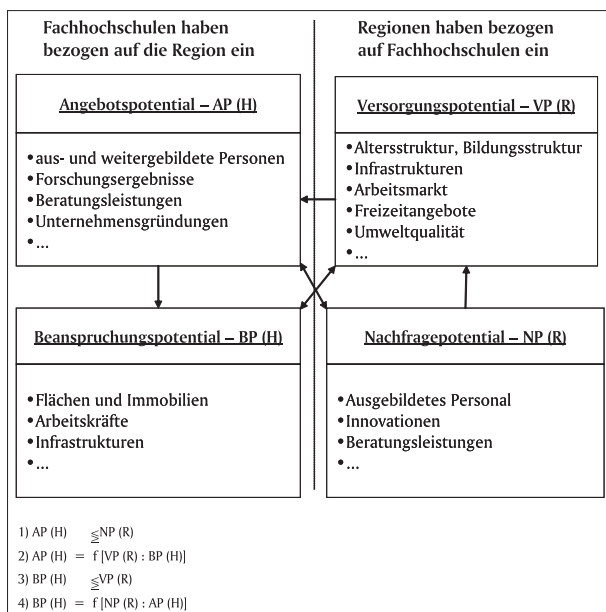 Fachhochschulen haben
bezogen auf die Region ein
Regionen haben bezogen
auf Fachhochschulen ein
Angebotspotential – AP (H)
•aus- und weitergebildete Personen
•Forschungsergebnisse
•Beratungsleistungen
•Unternehmensgründungen
•...
Versorgungspotential – VP (R)
•Altersstruktur, Bildungsstruktur
•Infrastrukturen
•Arbeitsmarkt
•Freizeitangebote
•Umweltqualität
•...
Beanspruchungspotential – BP (H)
•Flächen und Immobilien
•Arbeitskräfte
•Infrastrukturen
•...
Nachfragepotential – NP (R)
•Ausgebildetes Personal
•Innovationen
•Beratungsleistungen
•...
1) AP (H) ≦NP (R)
2) AP (H) = f [VP (R) : BP (H)]
3) BP (H) ≦VP (R)
4) BP (H) = f [NP (R) : AP (H)]